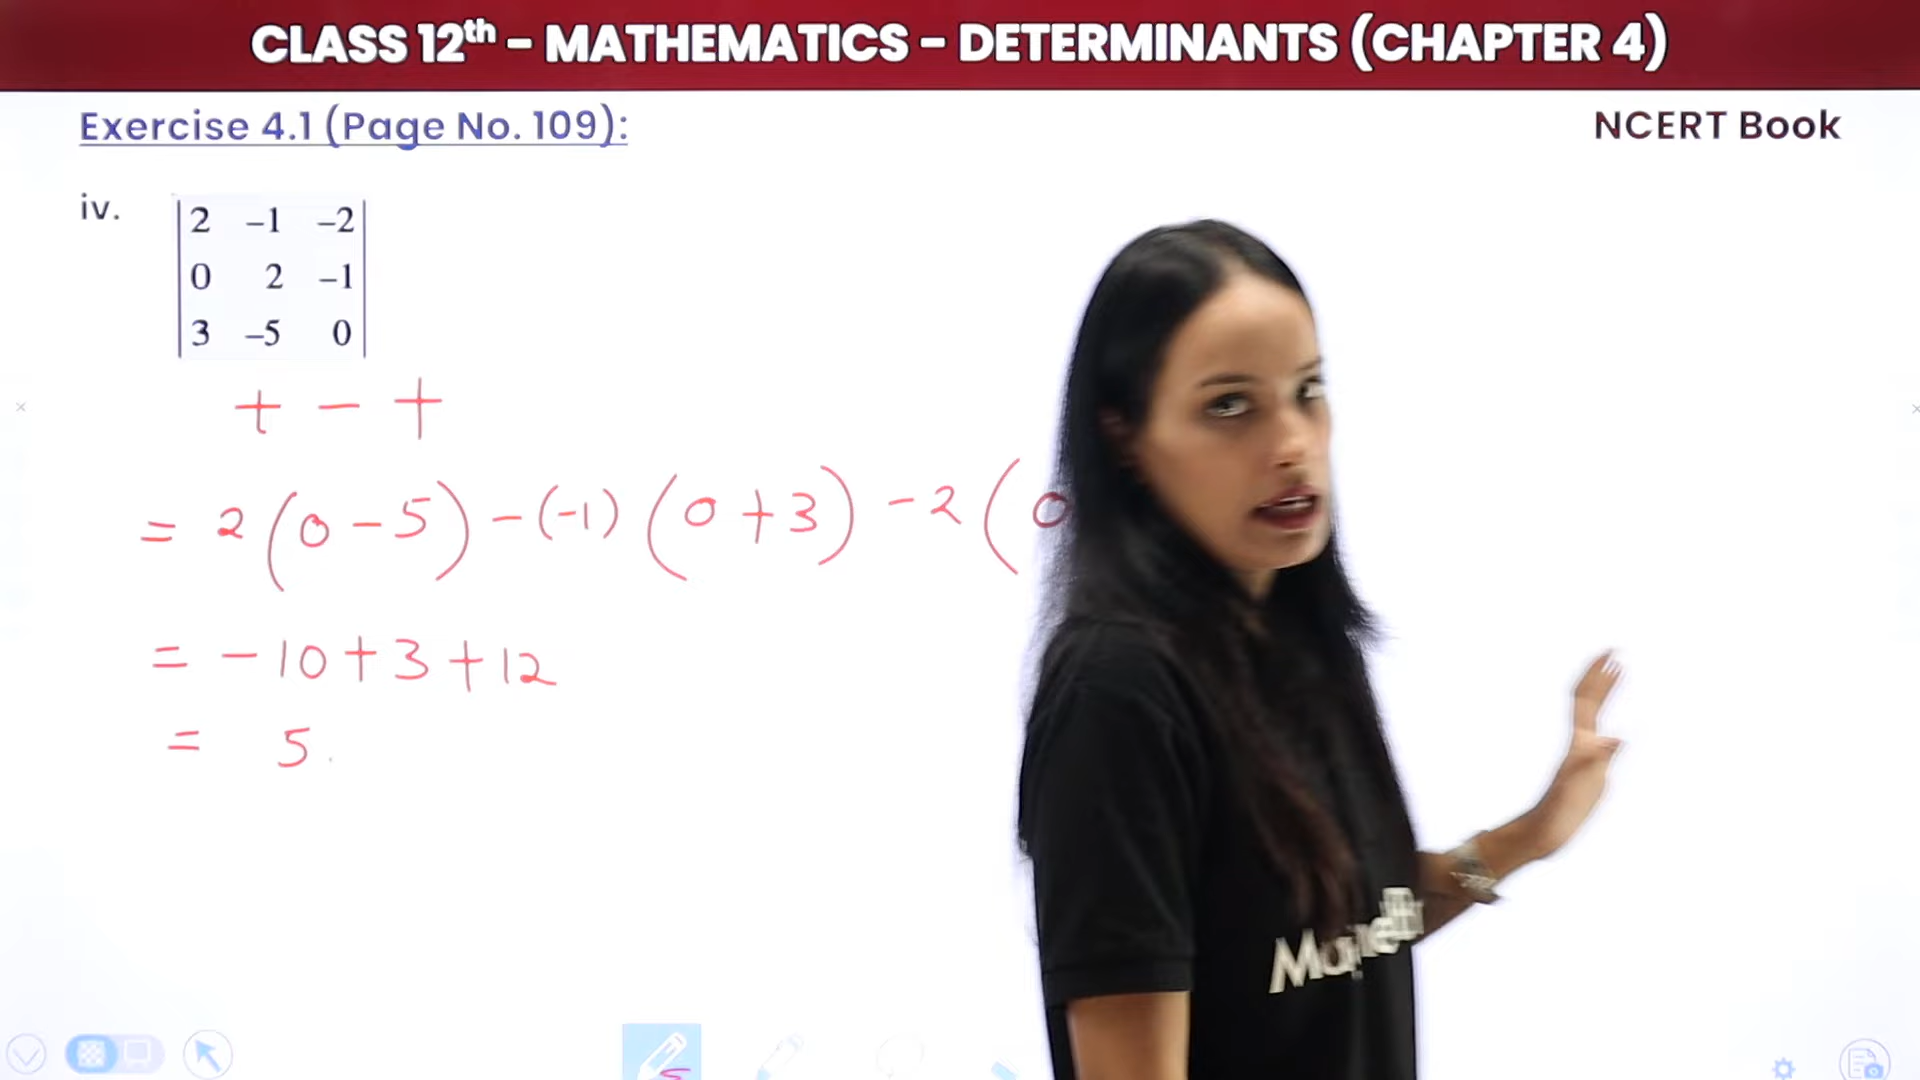 CLASS 12th – MATHEMATICS – DETERMINANTS (CHAPTER 4)
Exercise 4.1 (Page No. 109):
NCERT Book
iv.
2 –1 –2
0 2 –1
3 –5 0
+ − +
= 2 (0 − 5) − (-1) (0 + 3) − 2 (0
= − 10 + 3 + 12
= 5.